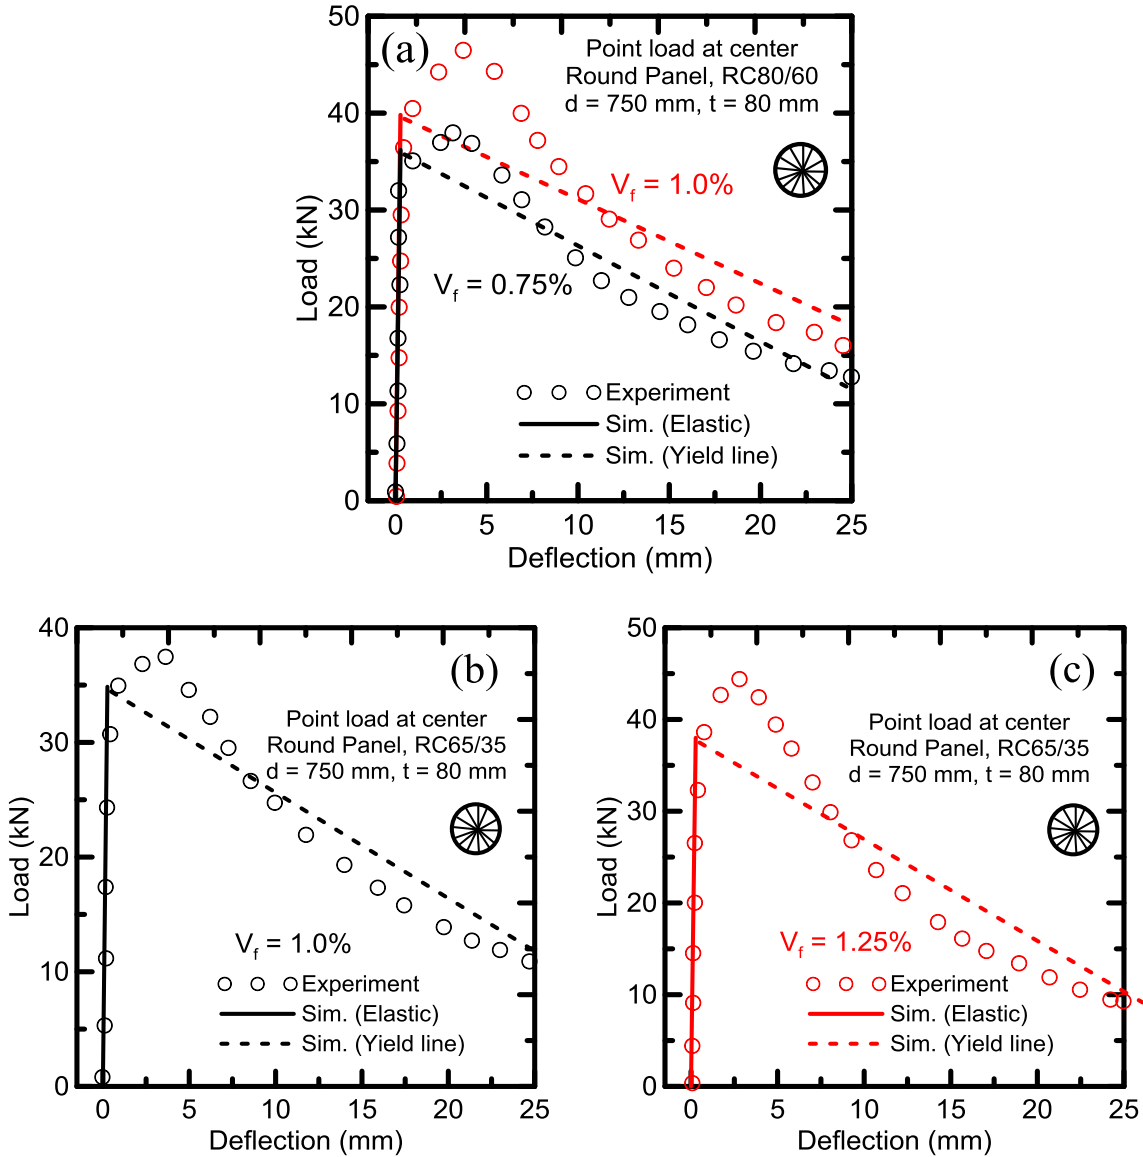 (a)
Point load at center
Round Panel, RC80/60
d = 750 mm, t = 80 mm
50
40
30
20
10
0
Load (kN)
V_f = 1.0%
V_f = 0.75%
Experiment
Sim. (Elastic)
Sim. (Yield line)
0 5 10 15 20 25
Deflection (mm)
(b)
Point load at center
Round Panel, RC65/35
d = 750 mm, t = 80 mm
40
30
20
10
0
Load (kN)
V_f = 1.0%
Experiment
Sim. (Elastic)
Sim. (Yield line)
0 5 10 15 20 25
Deflection (mm)
(c)
Point load at center
Round Panel, RC65/35
d = 750 mm, t = 80 mm
50
40
30
20
10
0
Load (kN)
V_f = 1.25%
Experiment
Sim. (Elastic)
Sim. (Yield line)
0 5 10 15 20 25
Deflection (mm)